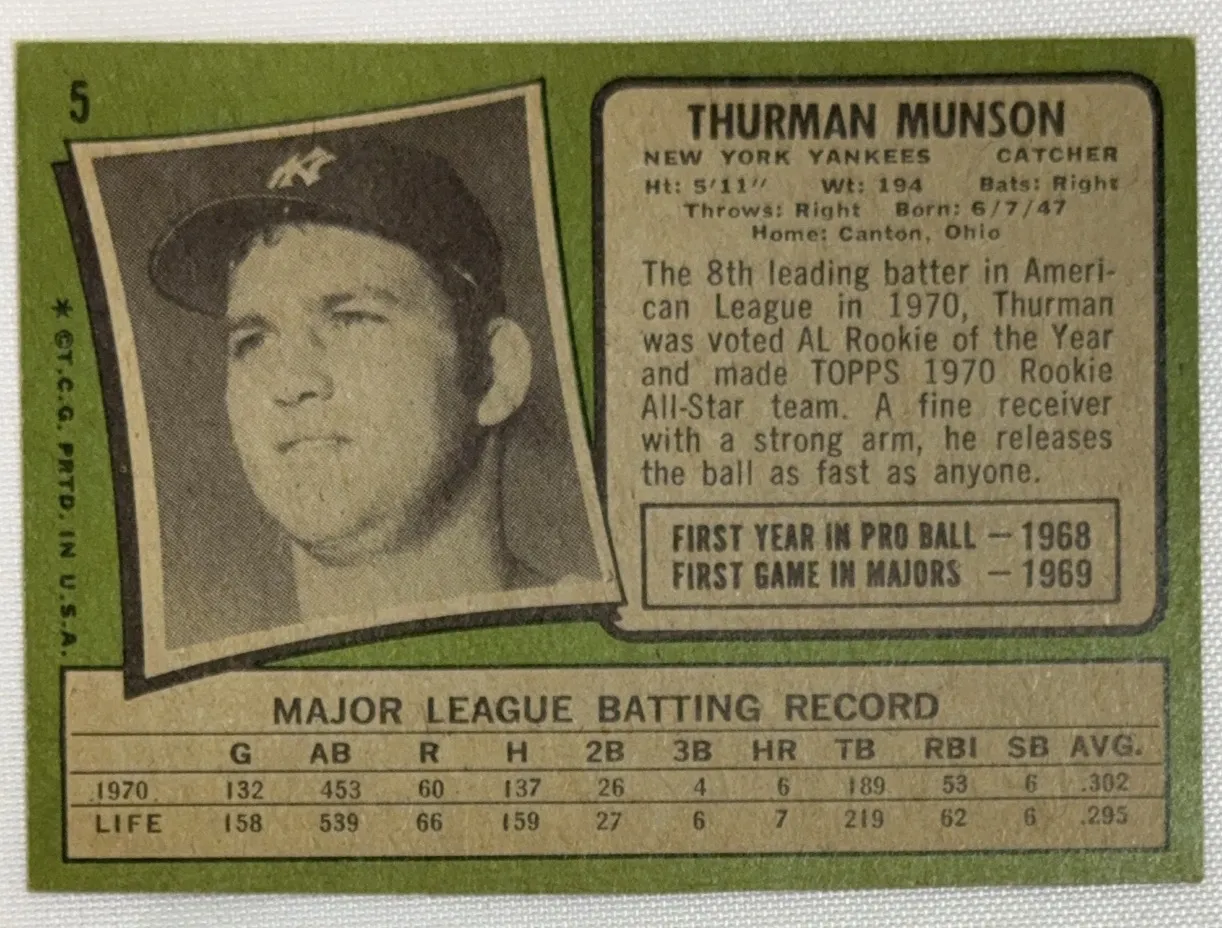 5
* ©T.C.G. PRTD. IN U.S.A.
NY
THURMAN MUNSON
NEW YORK YANKEES CATCHER
Ht: 5'11" Wt: 194 Bats: Right
Throws: Right Born: 6/7/47
Home: Canton, Ohio
The 8th leading batter in Ameri-
can League in 1970, Thurman
was voted AL Rookie of the Year
and made TOPPS 1970 Rookie
All-Star team. A fine receiver
with a strong arm, he releases
the ball as fast as anyone.
FIRST YEAR IN PRO BALL — 1968
FIRST GAME IN MAJORS — 1969
MAJOR LEAGUE BATTING RECORD
G AB R H 2B 3B HR TB RBI SB AVG.
1970 132 453 60 137 26 4 6 189 53 6 .302
LIFE 158 539 66 159 27 6 7 219 62 6 .295